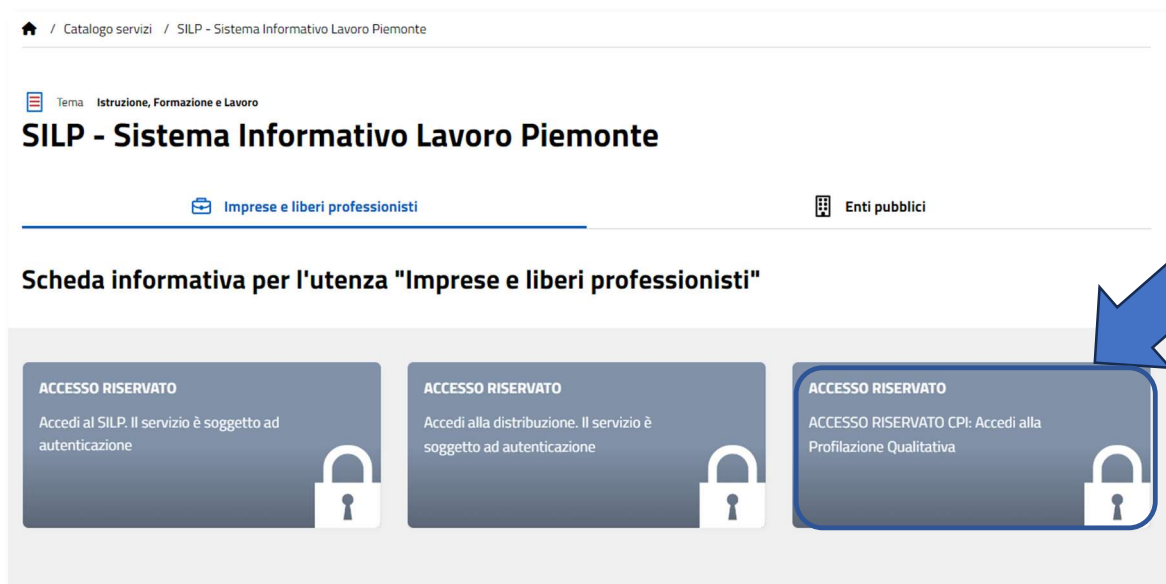 / Catalogo servizi / SILP - Sistema Informativo Lavoro Piemonte
Tema Istruzione, Formazione e Lavoro
SILP - Sistema Informativo Lavoro Piemonte
Imprese e liberi professionisti
Enti pubblici
Scheda informativa per l'utenza "Imprese e liberi professionisti"
ACCESSO RISERVATO
Accedi al SILP. Il servizio è soggetto ad
autenticazione
ACCESSO RISERVATO
Accedi alla distribuzione. Il servizio è
soggetto ad autenticazione
ACCESSO RISERVATO
ACCESSO RISERVATO CPI: Accedi alla
Profilazione Qualitativa